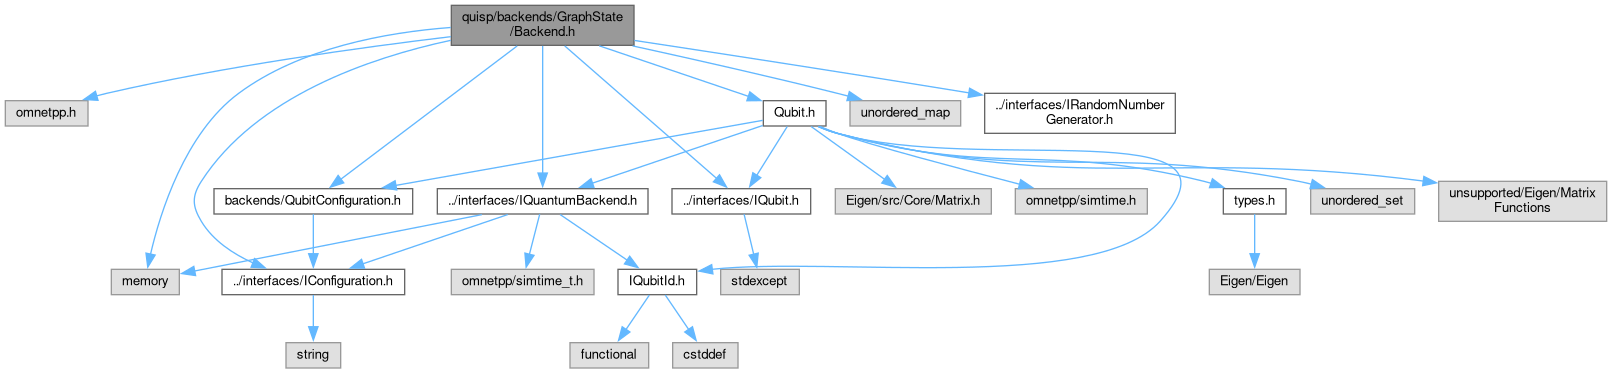 quisp/backends/GraphState
/Backend.h
omnetpp.h
Qubit.h
unordered_map
../interfaces/IRandomNumber
Generator.h
backends/QubitConfiguration.h
../interfaces/IQuantumBackend.h
../interfaces/IQubit.h
Eigen/src/Core/Matrix.h
omnetpp/simtime.h
types.h
unordered_set
unsupported/Eigen/Matrix
Functions
memory
../interfaces/IConfiguration.h
omnetpp/simtime_t.h
IQubitId.h
stdexcept
Eigen/Eigen
string
functional
cstddef